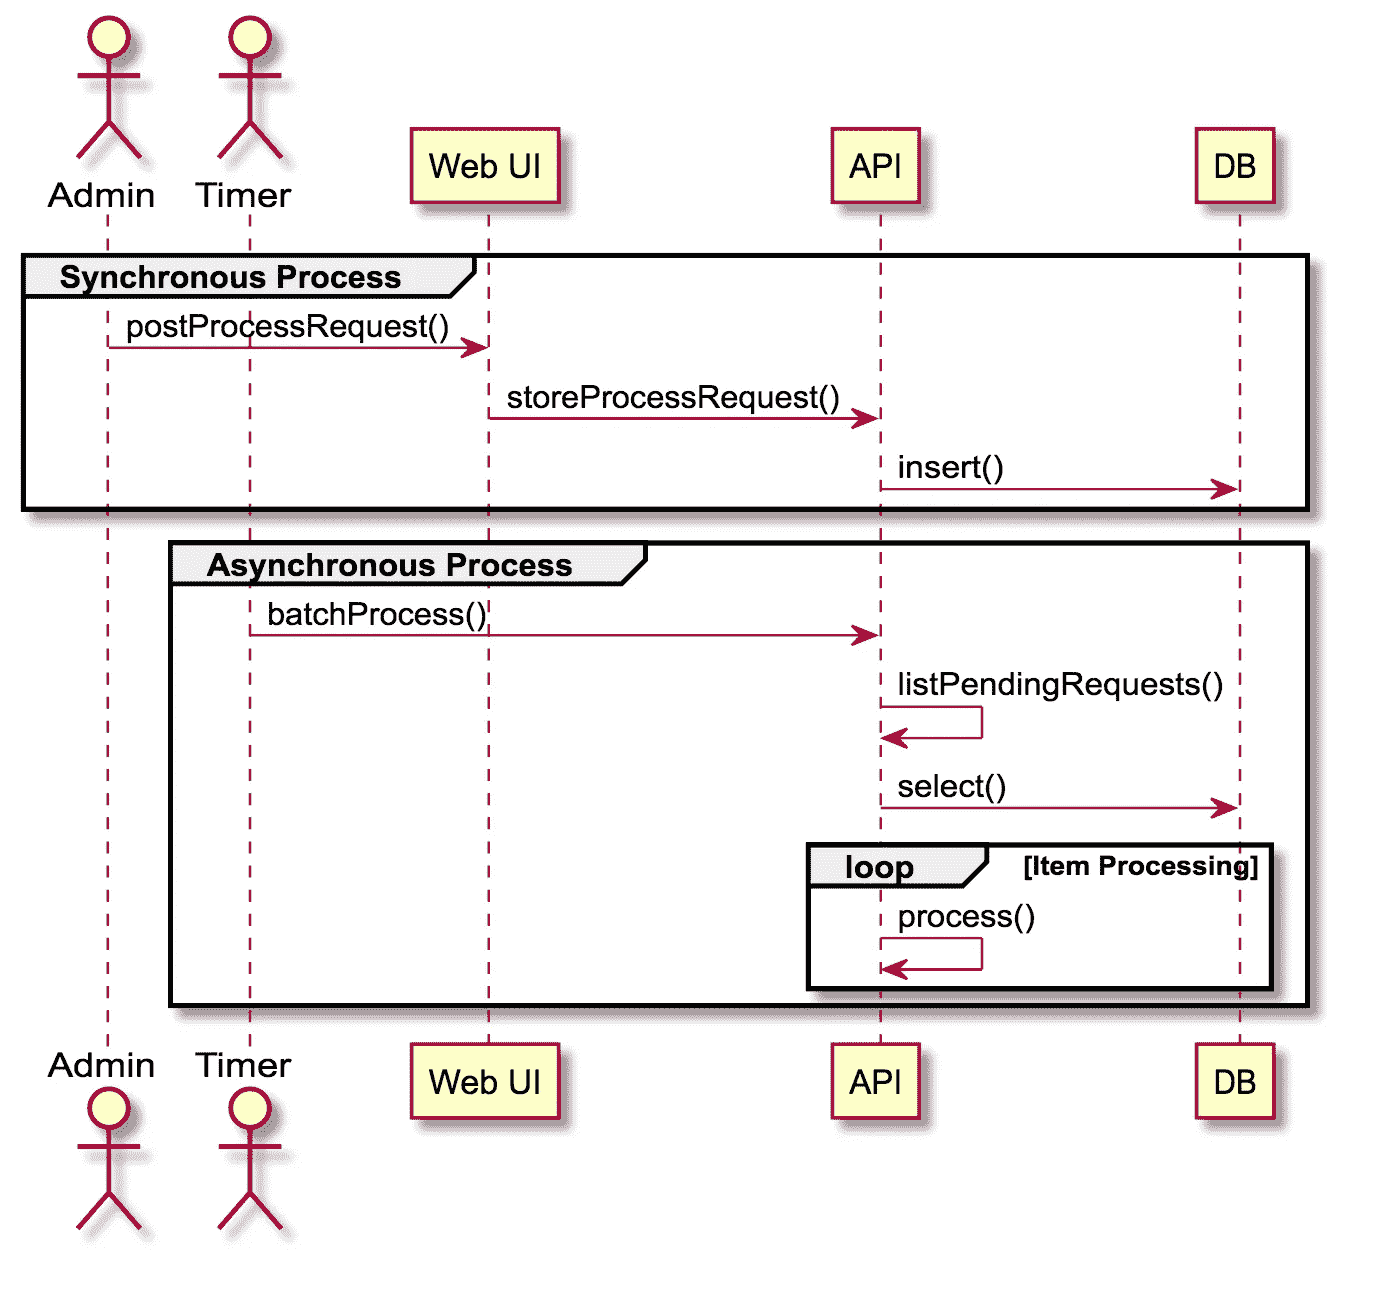 Admin
Timer
Web UI
API
DB
Synchronous Process
postProcessRequest()
storeProcessRequest()
insert()
Asynchronous Process
batchProcess()
listPendingRequests()
select()
loop
[Item Processing]
process()
Admin
Timer
Web UI
API
DB